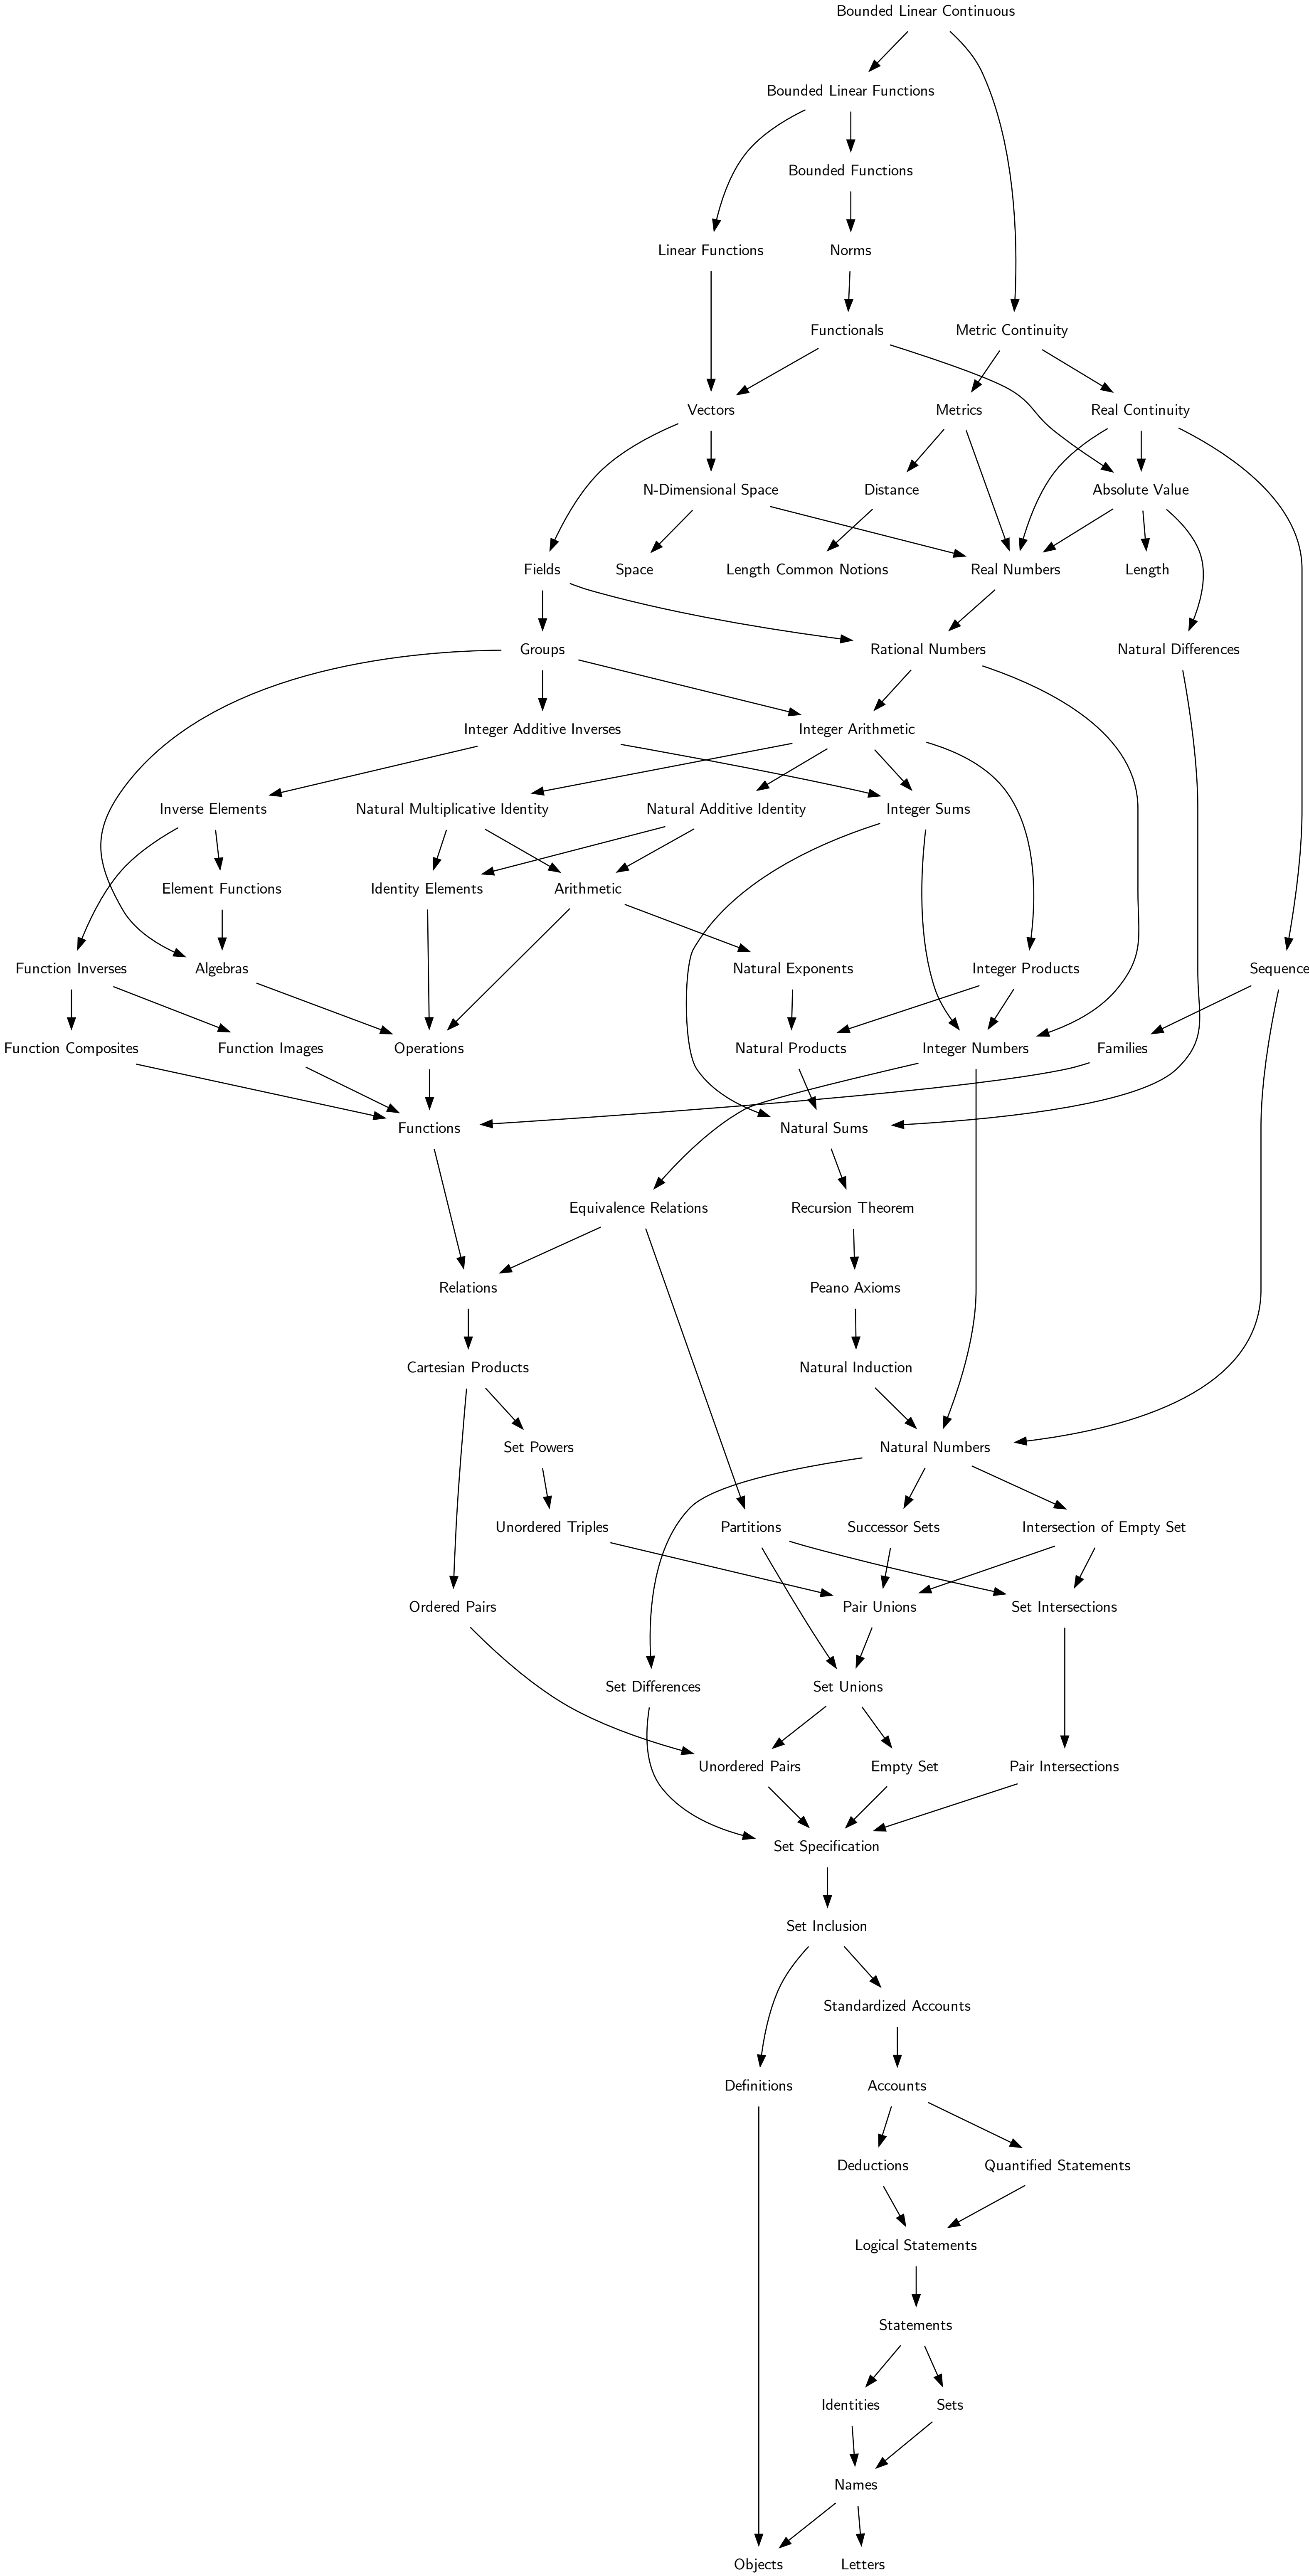 Bounded Linear Continuous
Bounded Linear Functions
Bounded Functions
Linear Functions
Norms
Functionals
Metric Continuity
Vectors
Metrics
Real Continuity
N-Dimensional Space
Distance
Absolute Value
Fields
Space
Length Common Notions
Real Numbers
Length
Groups
Rational Numbers
Natural Differences
Integer Additive Inverses
Integer Arithmetic
Inverse Elements
Natural Multiplicative Identity
Natural Additive Identity
Integer Sums
Element Functions
Identity Elements
Arithmetic
Function Inverses
Algebras
Natural Exponents
Integer Products
Sequence
Function Composites
Function Images
Operations
Natural Products
Integer Numbers
Families
Functions
Natural Sums
Equivalence Relations
Recursion Theorem
Relations
Peano Axioms
Cartesian Products
Natural Induction
Set Powers
Natural Numbers
Unordered Triples
Partitions
Successor Sets
Intersection of Empty Set
Ordered Pairs
Pair Unions
Set Intersections
Set Differences
Set Unions
Unordered Pairs
Empty Set
Pair Intersections
Set Specification
Set Inclusion
Standardized Accounts
Definitions
Accounts
Deductions
Quantified Statements
Logical Statements
Statements
Identities
Sets
Names
Objects
Letters